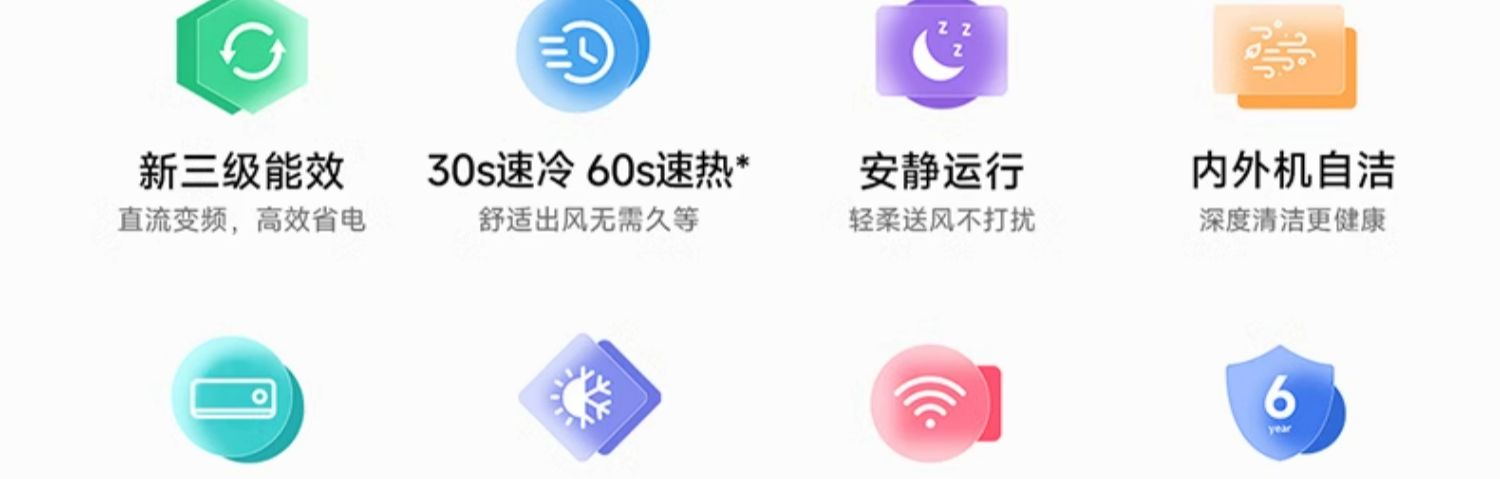 z z
z
新三级能效
30s速冷 60s速热*
安静运行
内外机自洁
直流变频，高效省电
舒适出风无需久等
轻柔送风不打扰
深度清洁更健康
6
year